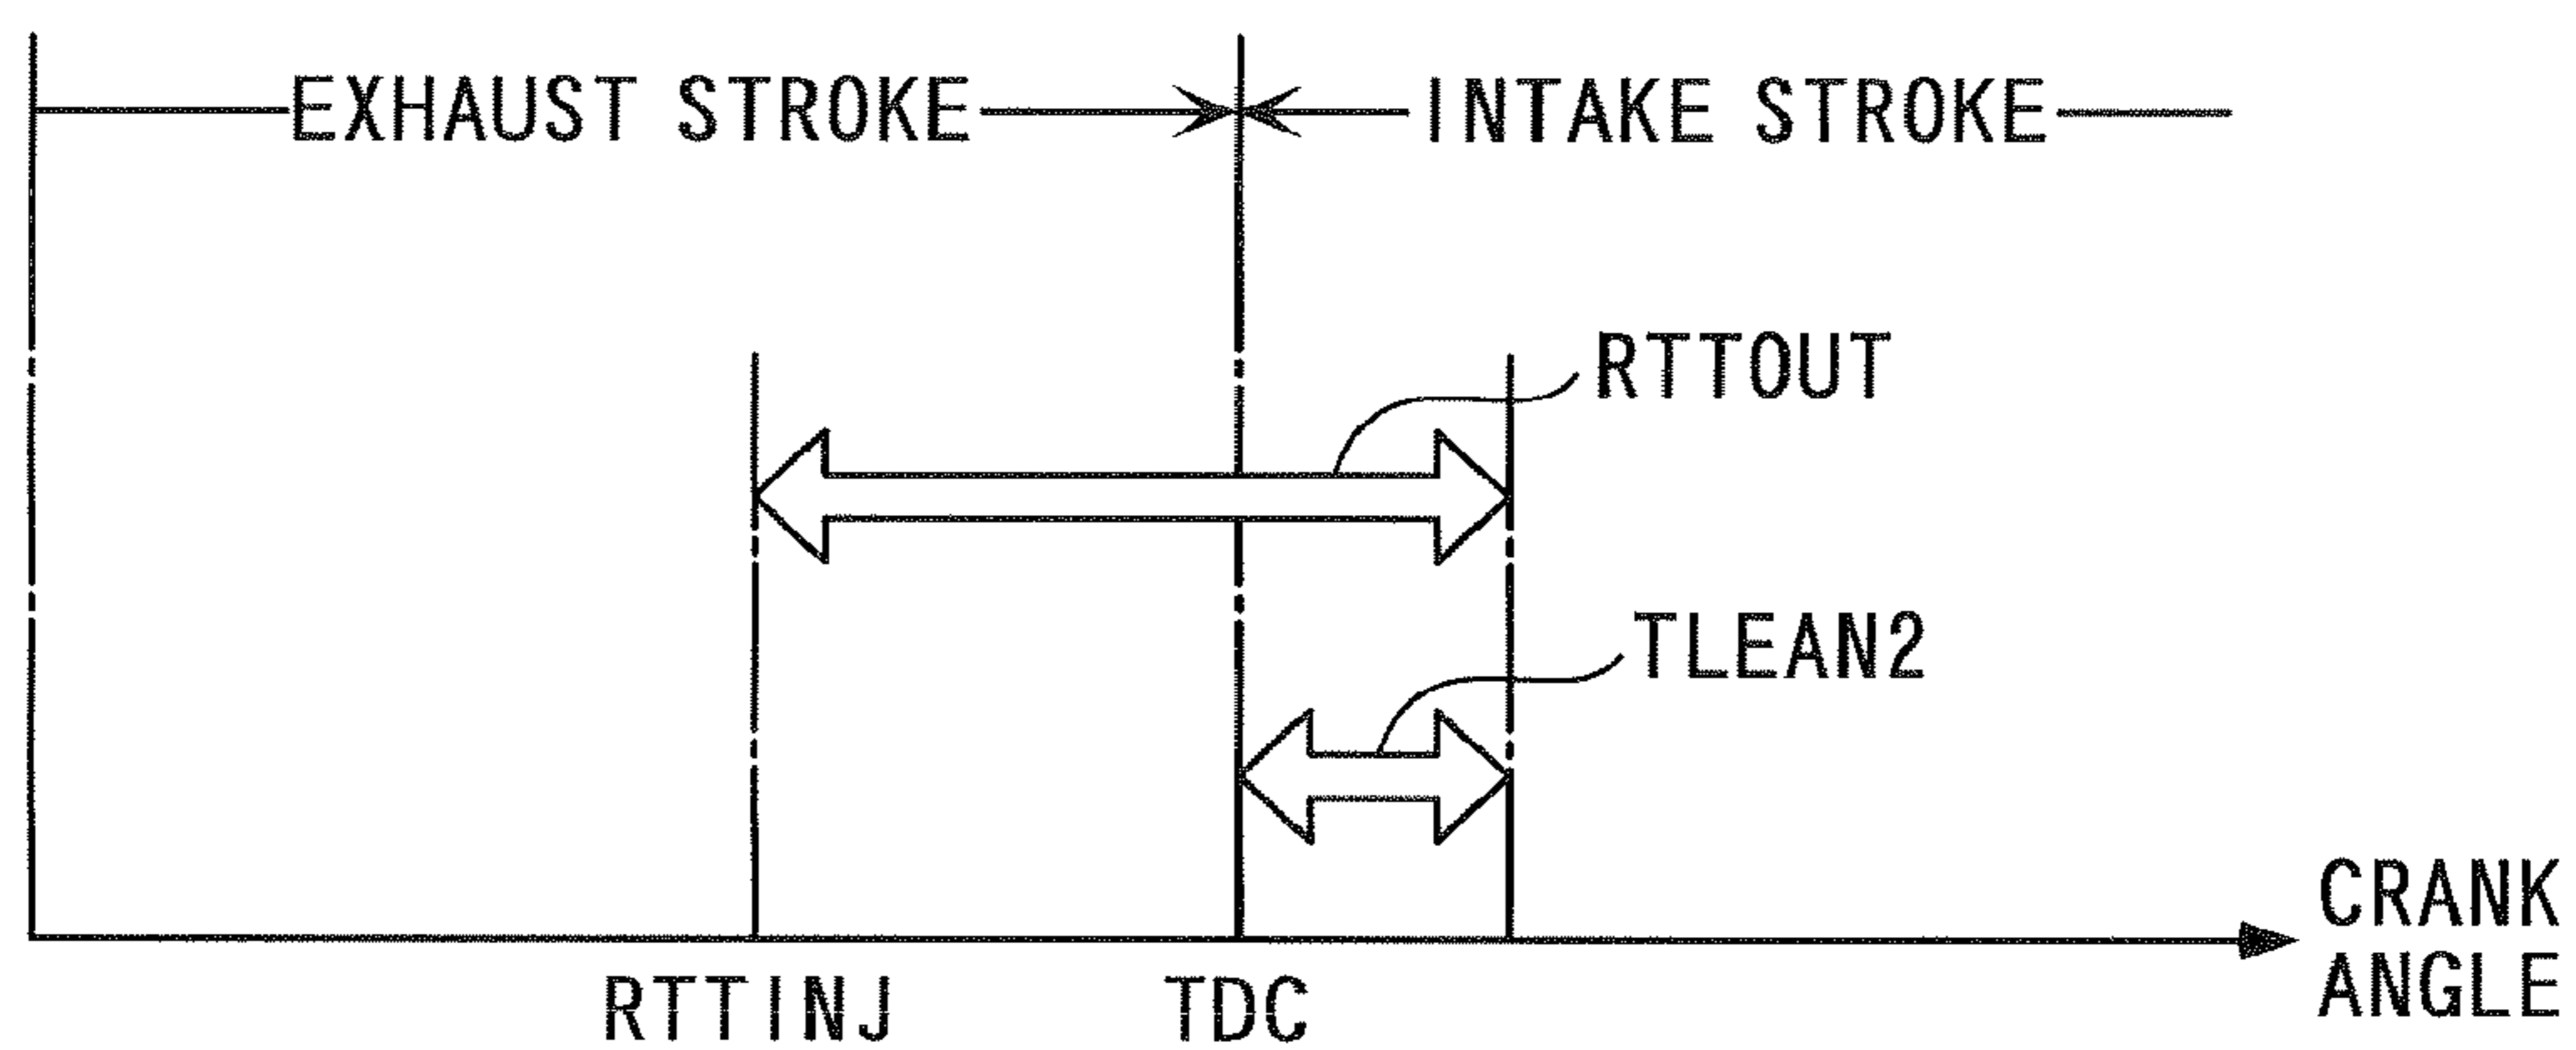 EXHAUST STROKE INTAKE STROKE
RTTOUT
TLEAN2
CRANK
ANGLE
RTTINJ TDC